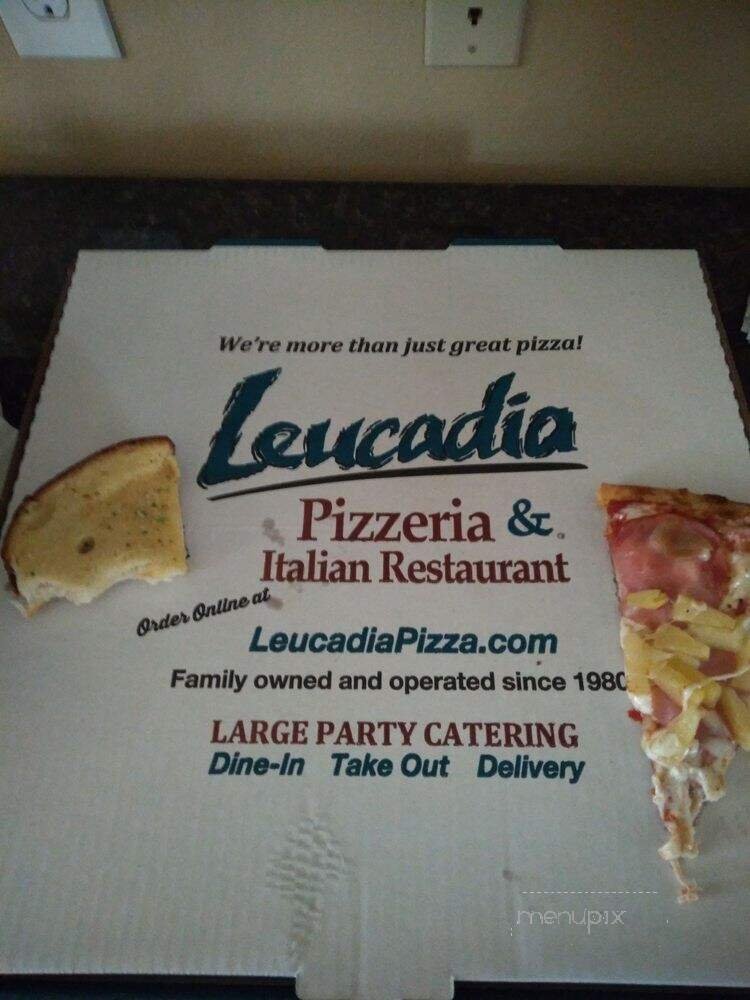 We're more than just great pizza!
Leucadia
Pizzeria &
Italian Restaurant
Order Online at
LeucadiaPizza.com
Family owned and operated since 1980
LARGE PARTY CATERING
Dine-In Take Out Delivery
menupix